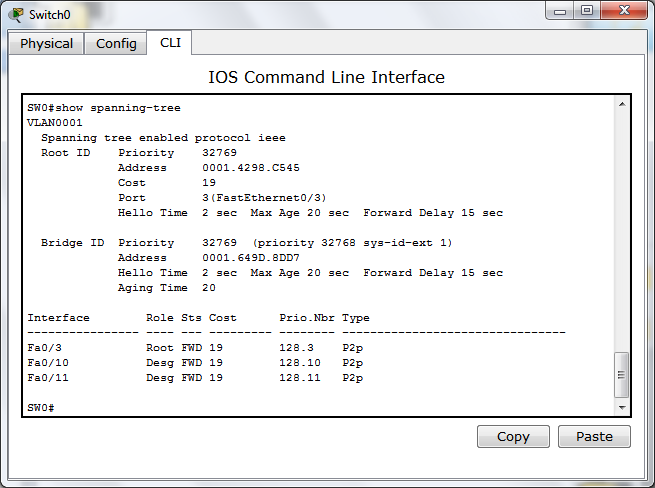 Switch0
Physical Config CLI
IOS Command Line Interface
SW0#show spanning-tree
VLAN0001
  Spanning tree enabled protocol ieee
  Root ID    Priority    32769
             Address     0001.4298.C545
             Cost        19
             Port        3(FastEthernet0/3)
             Hello Time  2 sec  Max Age 20 sec  Forward Delay 15 sec

  Bridge ID  Priority    32769  (priority 32768 sys-id-ext 1)
             Address     0001.649D.8DD7
             Hello Time  2 sec  Max Age 20 sec  Forward Delay 15 sec
             Aging Time  20

Interface        Role Sts Cost      Prio.Nbr Type
---------------- ---- --- --------- -------- --------------------------------
Fa0/3            Root FWD 19        128.3    P2p
Fa0/10           Desg FWD 19        128.10   P2p
Fa0/11           Desg FWD 19        128.11   P2p

SW0#
Copy Paste